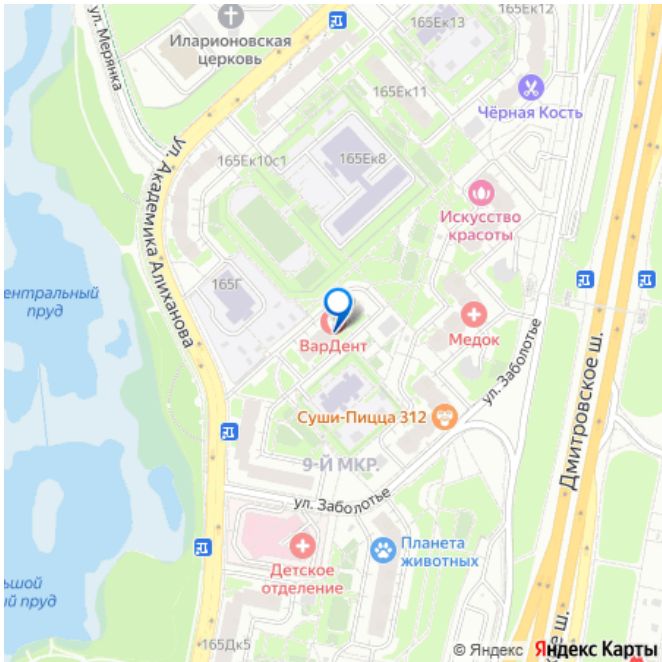 165Ек12
165Ек13
Иларионовская
церковь
ул. Мерянка
165Ек11
Чёрная Кость
ул. Академика Алиханова
165Ек10с1
165Ек8
Искусство
красоты
165Г
ентральный
пруд
ВарДент
Медок
ул. Заболотье
Дмитровское ш.
Суши-Пицца 312
9-Й МКР.
ул. Заболотье
Планета
животных
Детское
отделение
ьшой
й пруд
165Дк5
кое ш.
© Яндекс Яндекс Карты